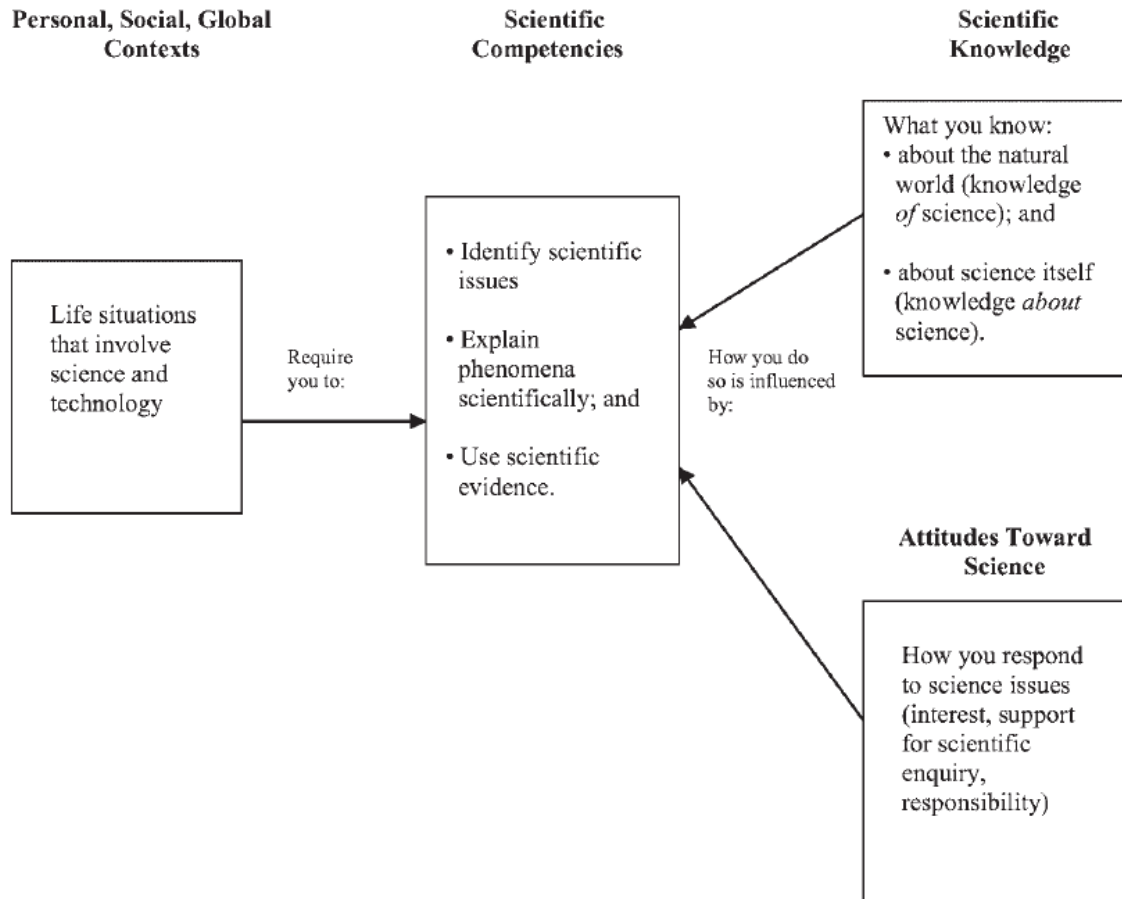 Personal, Social, Global
Contexts
Scientific
Competencies
Scientific
Knowledge
Life situations
that involve
science and
technology
Require
you to:
• Identify scientific
issues
• Explain
phenomena
scientifically; and
• Use scientific
evidence.
How you do
so is influenced
by:
What you know:
• about the natural
world (knowledge
of science); and
• about science itself
(knowledge about
science).
Attitudes Toward
Science
How you respond
to science issues
(interest, support
for scientific
enquiry,
responsibility)